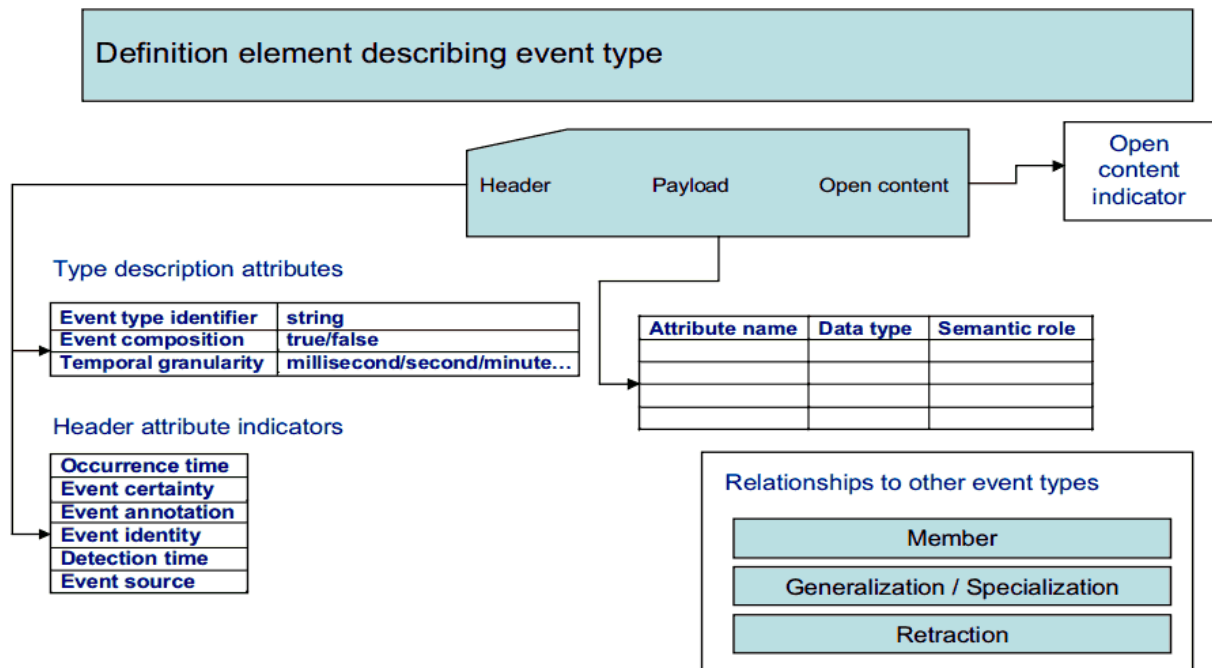 Definition element describing event type
Header Payload Open content
Open
content
indicator
Type description attributes
Event type identifier string
Event composition true/false
Temporal granularity millisecond/second/minute...
Attribute name Data type Semantic role
Header attribute indicators
Occurrence time
Event certainty
Event annotation
Event identity
Detection time
Event source
Relationships to other event types
Member
Generalization / Specialization
Retraction